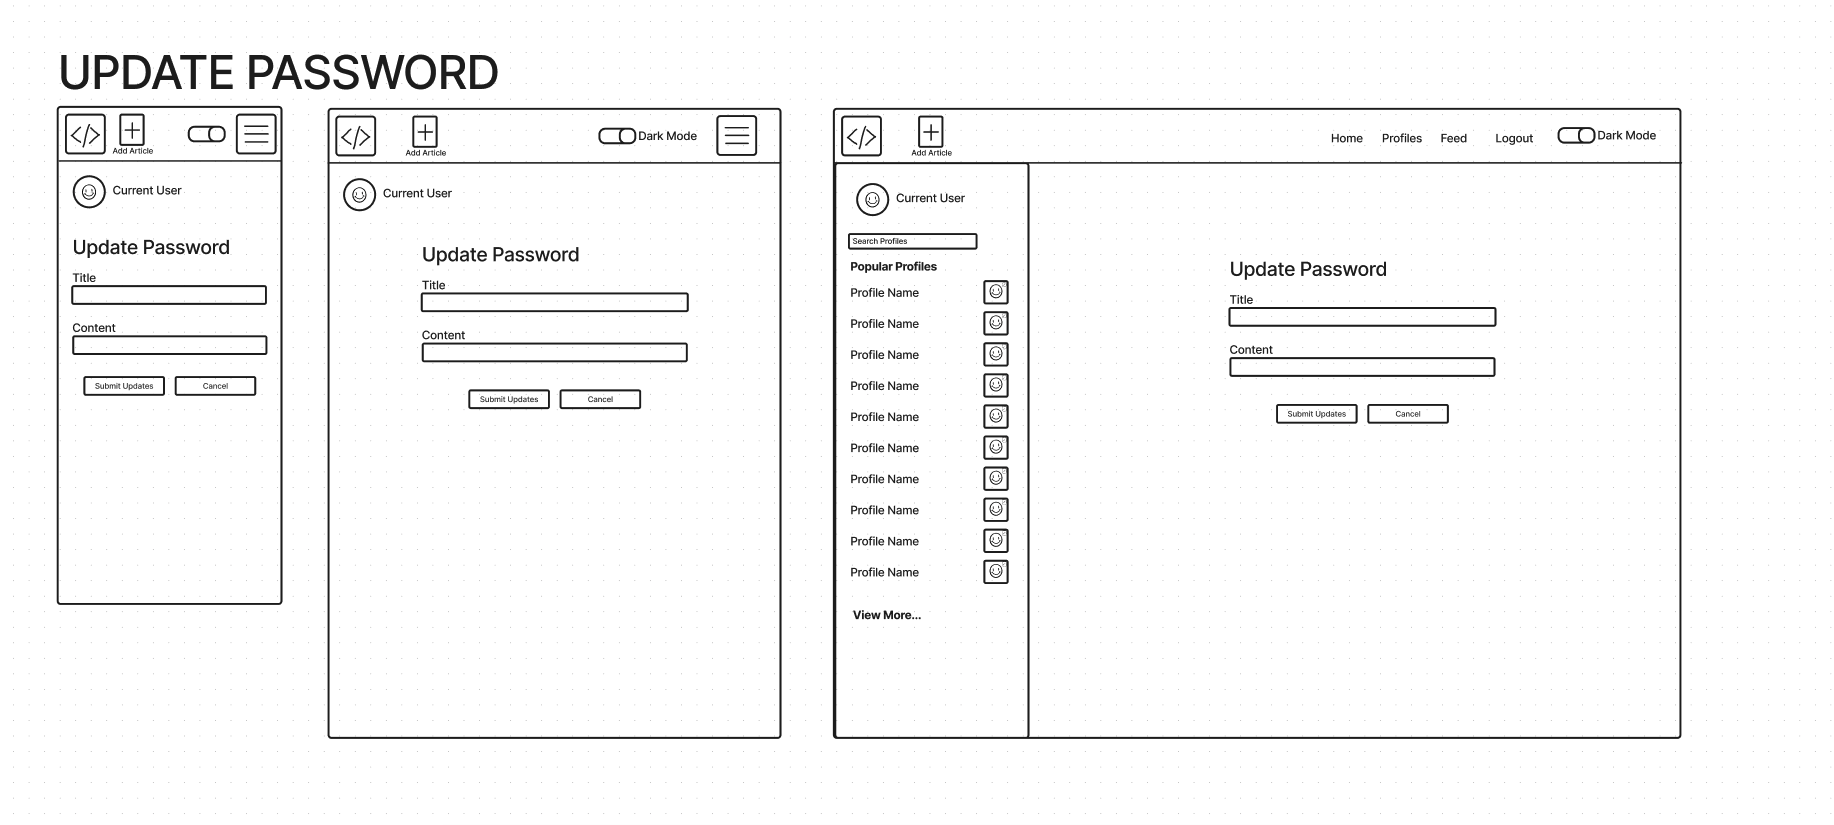 UPDATE PASSWORD
</>
Add Article
Current User
Update Password
Title
Content
Submit Updates
Cancel
</>
Add Article
Dark Mode
Current User
Update Password
Title
Content
Submit Updates
Cancel
</>
Add Article
Home
Profiles
Feed
Logout
Dark Mode
Current User
Search Profiles
Popular Profiles
Profile Name
Profile Name
Profile Name
Profile Name
Profile Name
Profile Name
Profile Name
Profile Name
Profile Name
Profile Name
View More...
Update Password
Title
Content
Submit Updates
Cancel